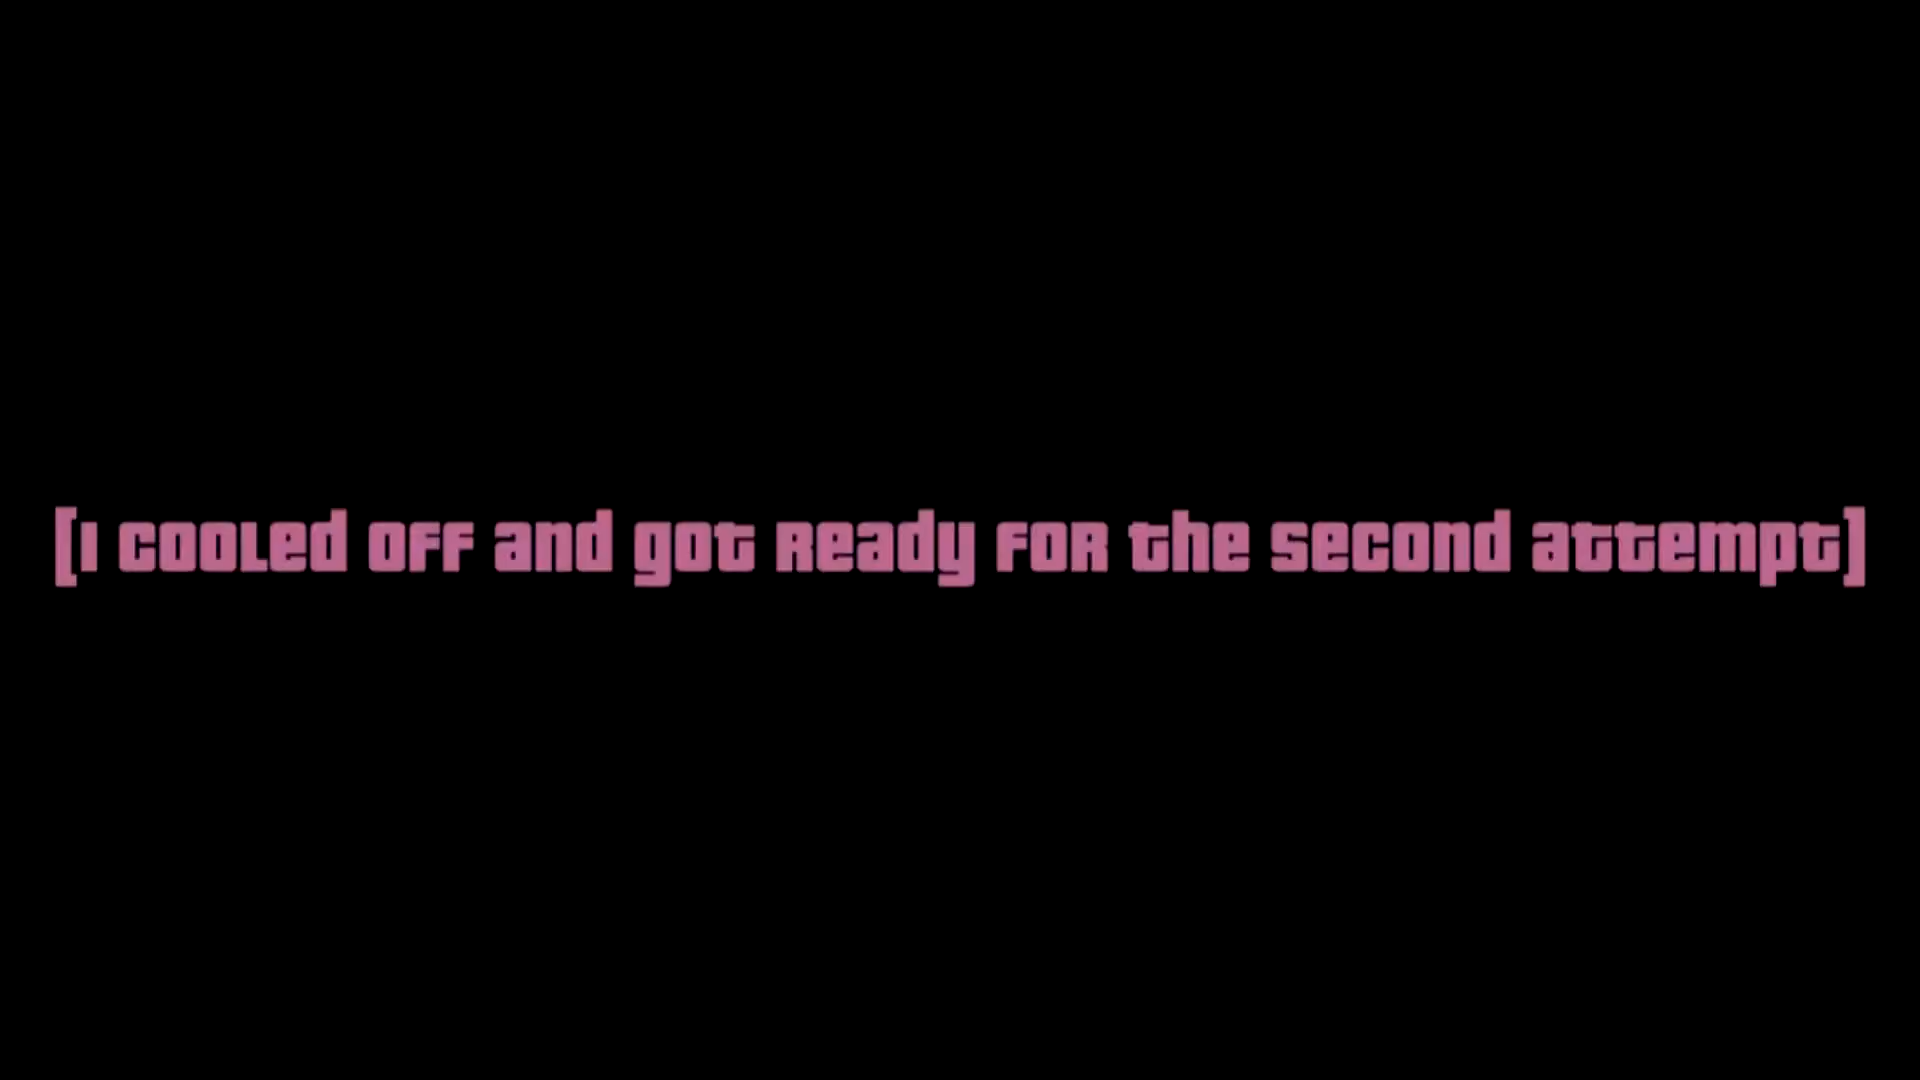 [I cooled off and got ready for the second attempt]